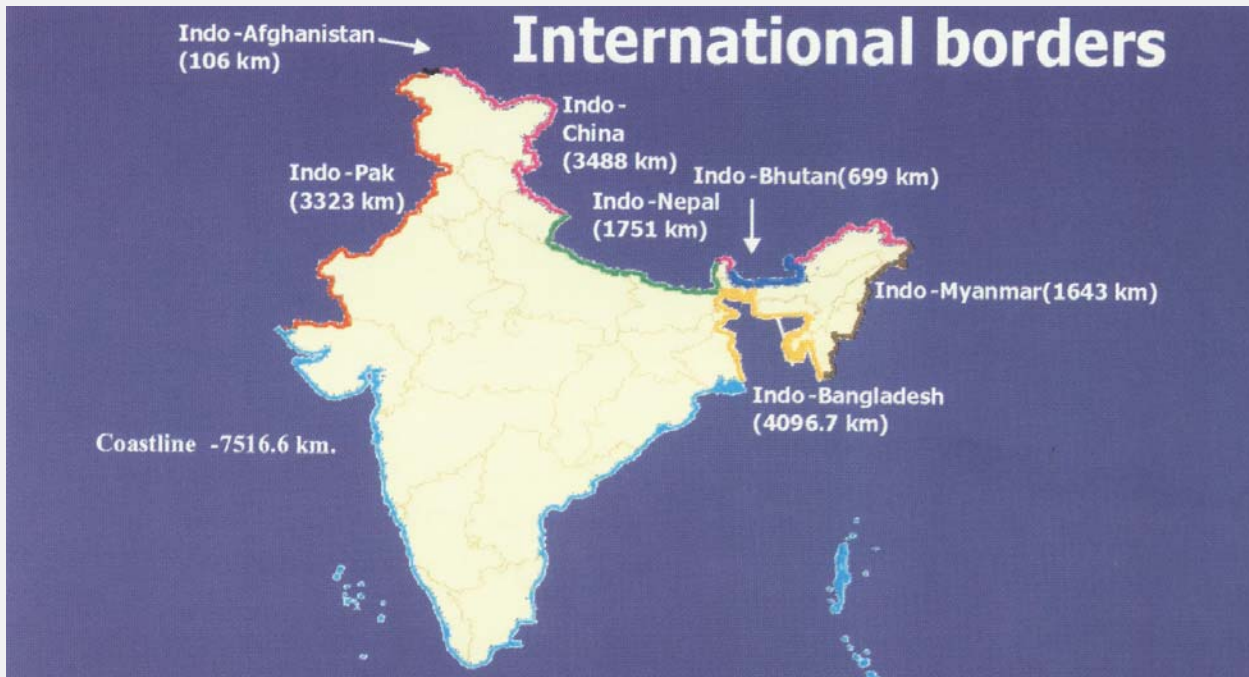 International borders
Indo-Afghanistan
(106 km)
Indo-
China
(3488 km)
Indo-Pak
(3323 km)
Indo-Bhutan(699 km)
Indo-Nepal
(1751 km)
Indo-Myanmar(1643 km)
Indo-Bangladesh
(4096.7 km)
Coastline -7516.6 km.